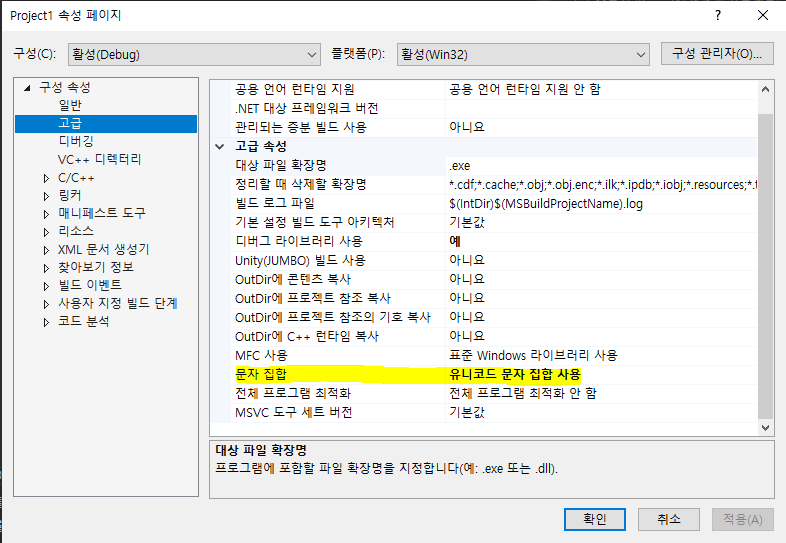 Project1 속성 페이지
구성(C): 활성(Debug) 플랫폼(P): 활성(Win32) 구성 관리자(O)...
구성 속성
일반
고급
디버깅
VC++ 디렉터리
C/C++
링커
매니페스트 도구
리소스
XML 문서 생성기
찾아보기 정보
빌드 이벤트
사용자 지정 빌드 단계
코드 분석
공용 언어 런타임 지원 공용 언어 런타임 지원 안 함
.NET 대상 프레임워크 버전
관리되는 증분 빌드 사용 아니요
고급 속성
대상 파일 확장명 .exe
정리할 때 삭제할 확장명 *.cdf;*.cache;*.obj;*.obj.enc;*.ilk;*.ipdb;*.iobj;*.resources;*.
빌드 로그 파일 $(IntDir)$(MSBuildProjectName).log
기본 설정 빌드 도구 아키텍처 기본값
디버그 라이브러리 사용 예
Unity(JUMBO) 빌드 사용 아니요
OutDir에 콘텐츠 복사 아니요
OutDir에 프로젝트 참조 복사 아니요
OutDir에 프로젝트 참조의 기호 복사 아니요
OutDir에 C++ 런타임 복사 아니요
MFC 사용 표준 Windows 라이브러리 사용
문자 집합 유니코드 문자 집합 사용
전체 프로그램 최적화 전체 프로그램 최적화 안 함
MSVC 도구 세트 버전 기본값
대상 파일 확장명
프로그램에 포함할 파일 확장명을 지정합니다(예: .exe 또는 .dll).
확인 취소 적용(A)